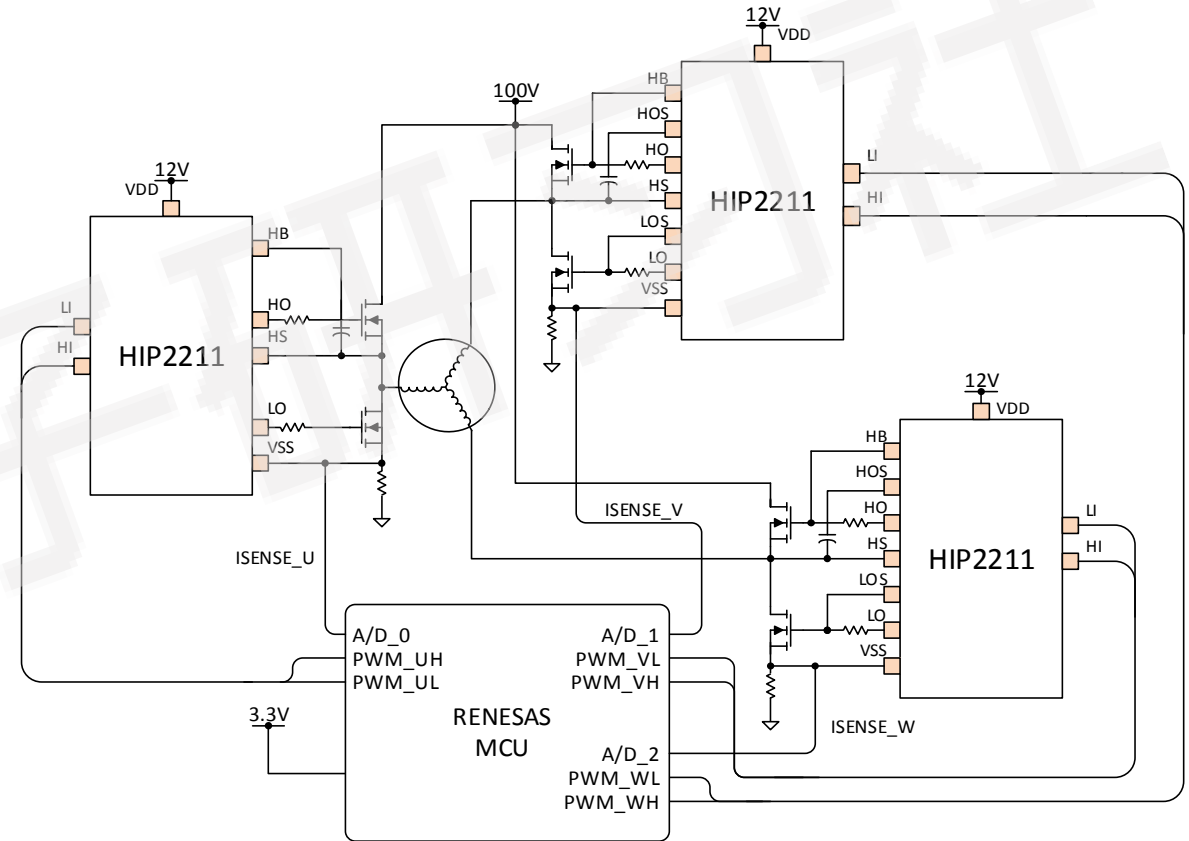 12V
VDD
HB
HOS
HO
HS
LOS
LO
VSS
HIP2211
LI
HI
100V
12V
VDD
HB
HO
HS
LO
VSS
LI
HI
HIP2211
12V
VDD
HB
HOS
HO
HS
LOS
LO
VSS
HIP2211
LI
HI
ISENSE_V
ISENSE_U
ISENSE_W
A/D_0
PWM_UH
PWM_UL
3.3V
RENESAS
MCU
A/D_1
PWM_VL
PWM_VH
A/D_2
PWM_WL
PWM_WH